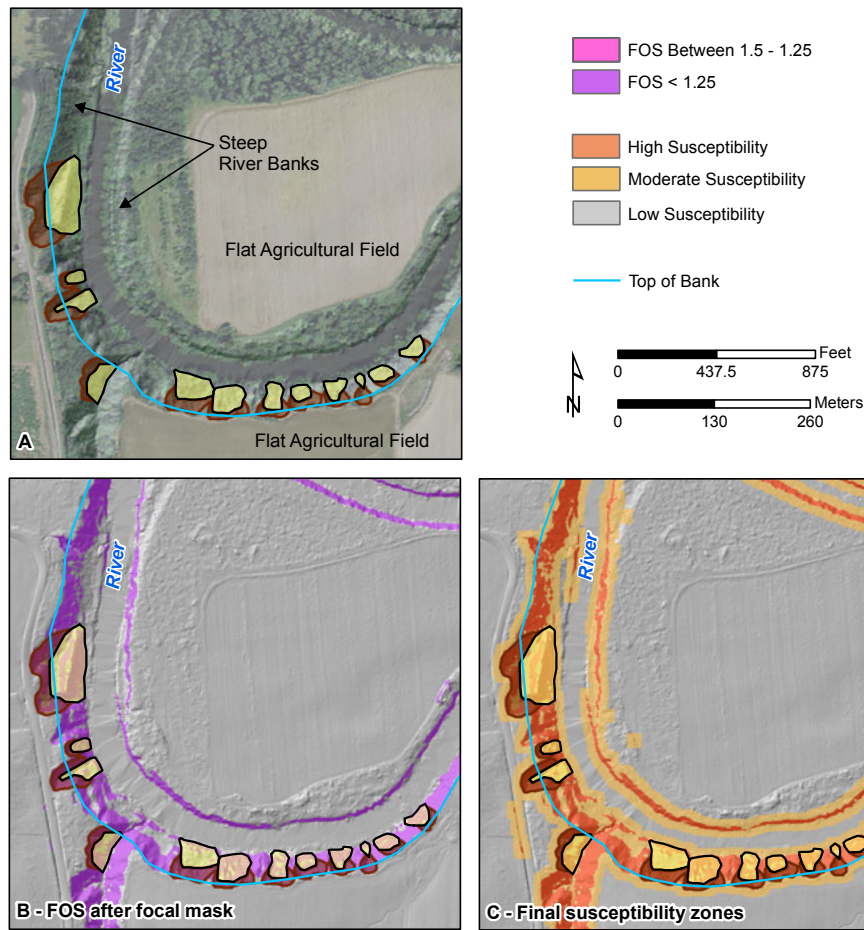 River
Steep
River Banks
Flat Agricultural Field
Flat Agricultural Field
A
FOS Between 1.5 - 1.25
FOS < 1.25
High Susceptibility
Moderate Susceptibility
Low Susceptibility
Top of Bank
N
Feet
0 437.5 875
Meters
0 130 260
River
B - FOS after focal mask
River
C - Final susceptibility zones